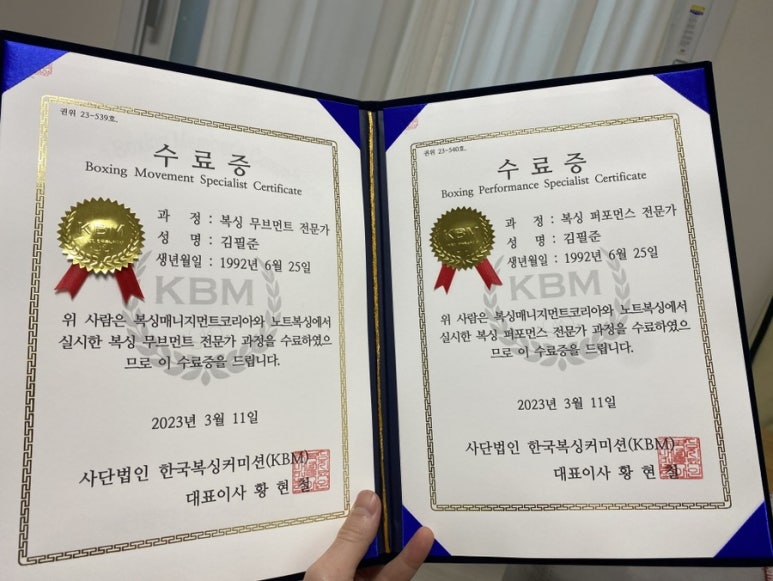 권위 23-539호.
수료증
Boxing Movement Specialist Certificate
과 정 : 복싱 무브먼트 전문가
성 명 : 김필준
생년월일 : 1992년 6월 25일
KBM
KBM
위 사람은 복싱매니지먼트코리아와 노트복싱에서
실시한 복싱 무브먼트 전문가 과정을 수료하였으
므로 이 수료증을 드립니다.
2023년 3월 11일
사단법인 한국복싱커미션(KBM)
대표이사 황 현 철
권위 23-540호.
수료증
Boxing Performance Specialist Certificate
과 정 : 복싱 퍼포먼스 전문가
성 명 : 김필준
생년월일 : 1992년 6월 25일
KBM
KBM
위 사람은 복싱매니지먼트코리아와 노트복싱에서
실시한 복싱 퍼포먼스 전문가 과정을 수료하였으
므로 이 수료증을 드립니다.
2023년 3월 11일
사단법인 한국복싱커미션(KBM)
대표이사 황 현 철